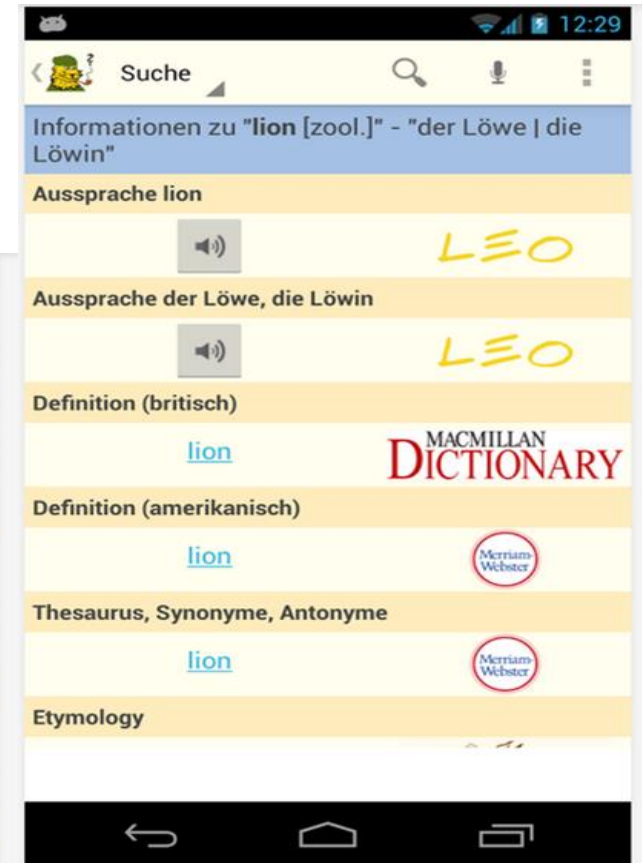 12:29
Suche
Informationen zu "lion [zool.]" - "der Löwe | die
Löwin"
Aussprache lion
LEO
Aussprache der Löwe, die Löwin
LEO
Definition (britisch)
lion
MACMILLAN
DICTIONARY
Definition (amerikanisch)
lion
Merriam-
Webster
Thesaurus, Synonyme, Antonyme
lion
Merriam-
Webster
Etymology